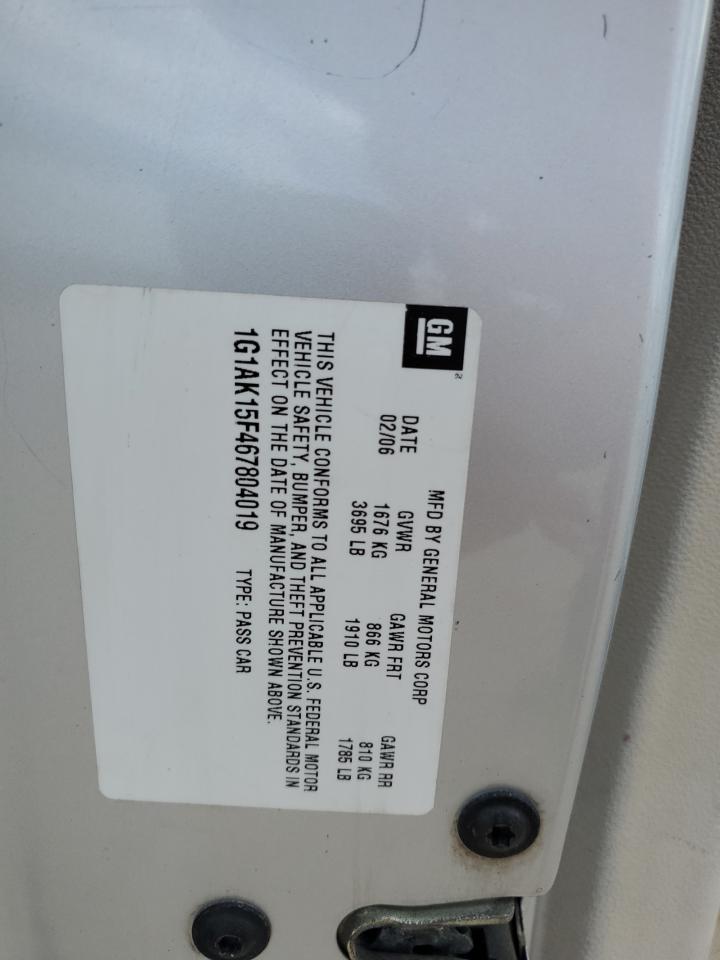 GM
MFD BY GENERAL MOTORS CORP
DATE GVWR GAWR FRT GAWR RR
02/06 1676 KG 866 KG 810 KG
3695 LB 1910 LB 1785 LB
THIS VEHICLE CONFORMS TO ALL APPLICABLE U.S. FEDERAL MOTOR
VEHICLE SAFETY, BUMPER, AND THEFT PREVENTION STANDARDS IN
EFFECT ON THE DATE OF MANUFACTURE SHOWN ABOVE.
1G1AK15F467804019 TYPE: PASS CAR